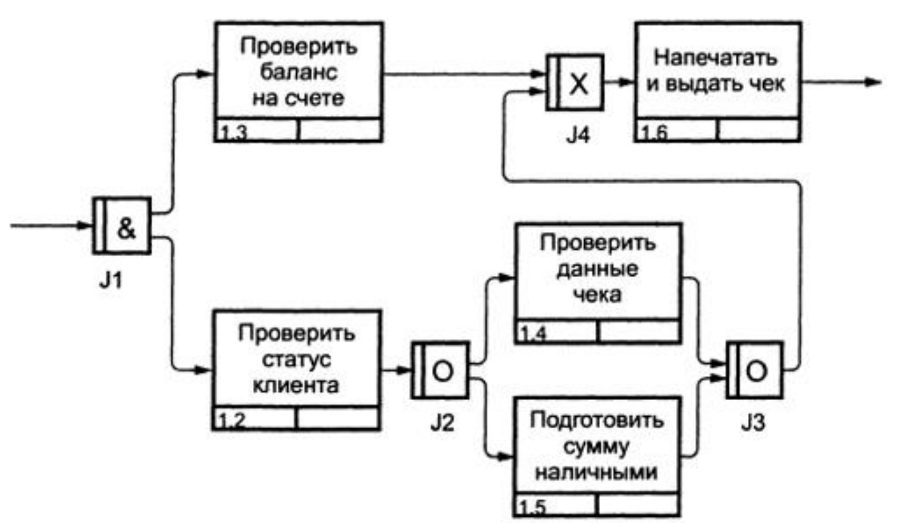 Проверить
баланс
на счете
1.3
X
J4
Напечатать
и выдать чек
1.6
&
J1
Проверить
статус
клиента
1.2
O
J2
Проверить
данные
чека
1.4
Подготовить
сумму
наличными
1.5
O
J3